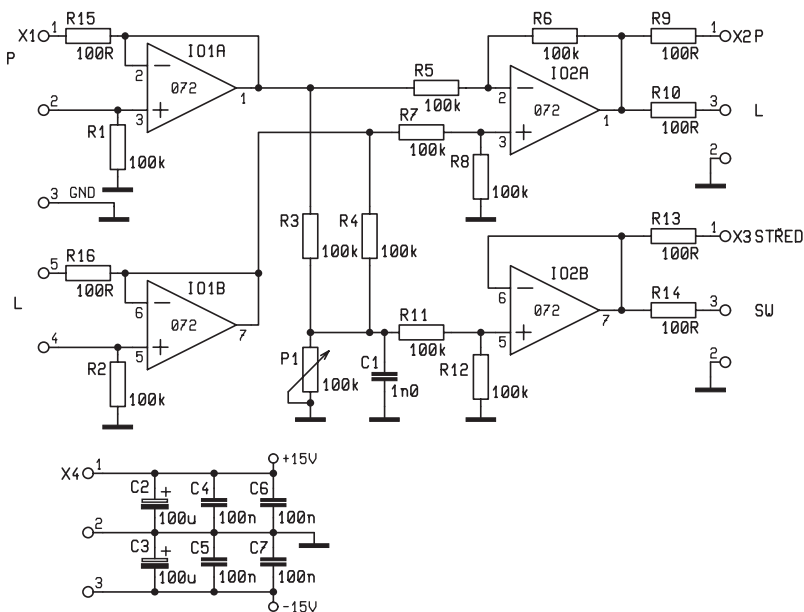 X1 1 R15 100R
P
IO1A
072
2
3
1
2
R1 100k
3 GND
5 R16 100R
L
IO1B
072
6
5
7
4
R2 100k
R3 100k
R4 100k
P1 100k
C1 1n0
R5 100k
R6 100k
R7 100k
R8 100k
IO2A
072
2
3
1
R9 100R
1 X2 P
R10 100R
3 L
2
R11 100k
R12 100k
IO2B
072
6
5
7
R13 100R
1 X3 STŘED
R14 100R
3 SW
2
X4 1
+15V
C2 + 100u
C4 100n
C6 100n
2
C3 + 100u
C5 100n
C7 100n
3
-15V